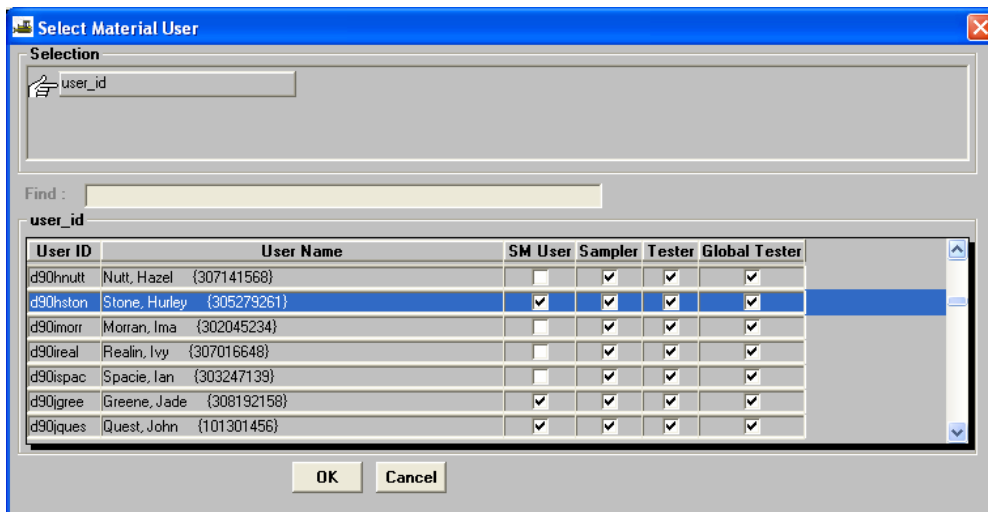 Select Material User
Selection
user_id
Find :
user_id
User ID User Name SM User Sampler Tester Global Tester
d90hnutt Nutt, Hazel {307141568}
d90hston Stone, Hurley {305279261}
d90imorr Morran, Ima {302045234}
d90ireal Realin, Ivy {307016648}
d90ispac Spacie, Ian {303247139}
d90jgree Greene, Jade {308192158}
d90jques Quest, John {101301456}
OK Cancel